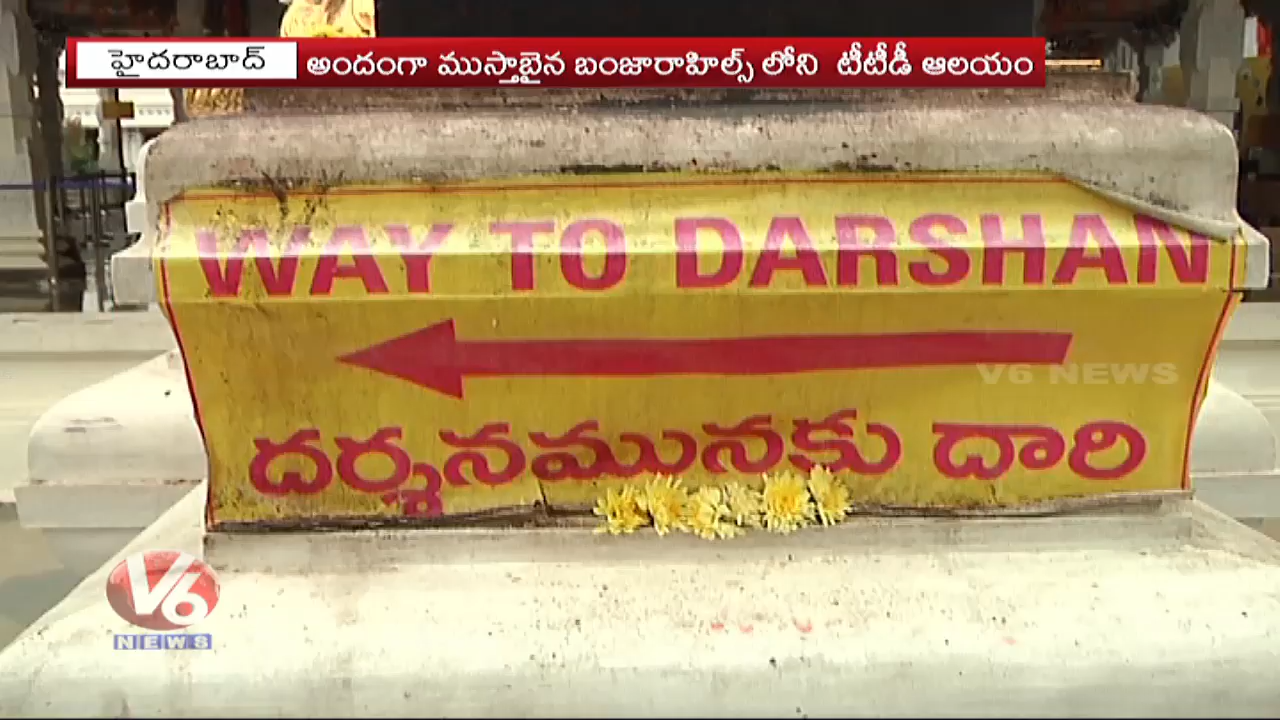 హైదరాబాద్ అందంగా ముస్తాబైన బంజారాహిల్స్ లోని టీటీడీ ఆలయం
WAY TO DARSHAN
V6 NEWS
దర్శనమునకు దారి
V6
NEWS